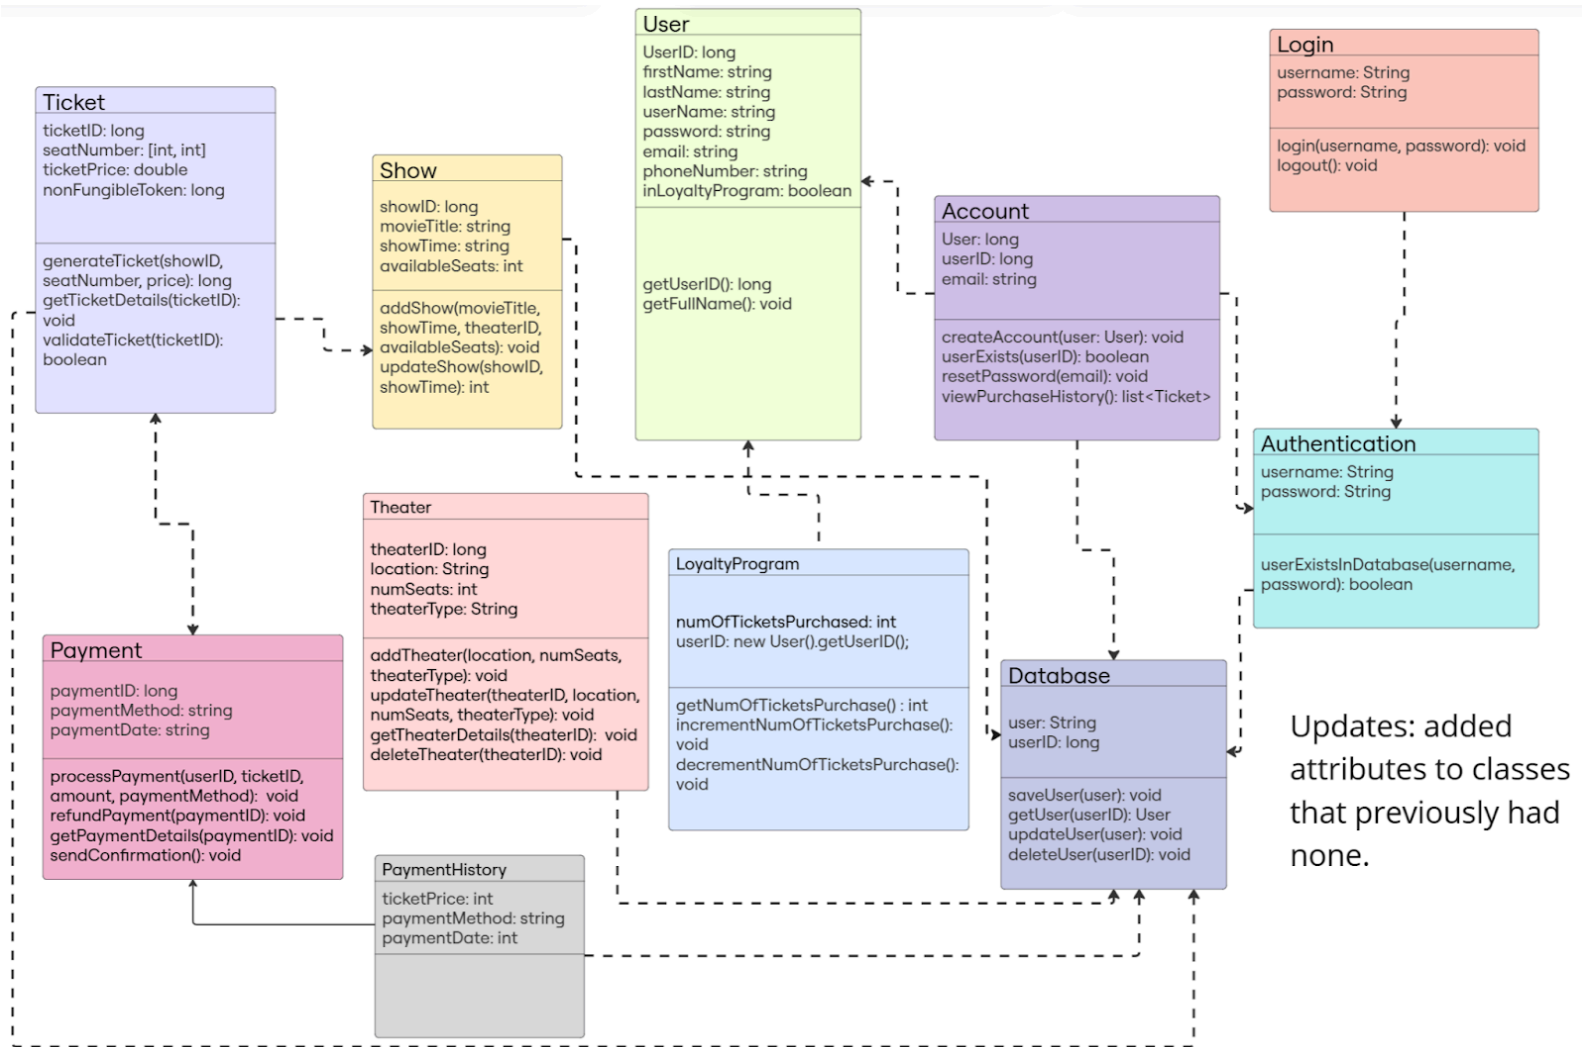 User
UserID: long
firstName: string
lastName: string
userName: string
password: string
email: string
phoneNumber: string
inLoyaltyProgram: boolean
getUserID(): long
getFullName(): void
Login
username: String
password: String
login(username, password): void
logout(): void
Ticket
ticketID: long
seatNumber: [int, int]
ticketPrice: double
nonFungibleToken: long
generateTicket(showID,
seatNumber, price): long
getTicketDetails(ticketID):
void
validateTicket(ticketID):
boolean
Show
showID: long
movieTitle: string
showTime: string
availableSeats: int
addShow(movieTitle,
showTime, theaterID,
availableSeats): void
updateShow(showID,
showTime): int
Account
User: long
userID: long
email: string
createAccount(user: User): void
userExists(userID): boolean
resetPassword(email): void
viewPurchaseHistory(): list<Ticket>
Authentication
username: String
password: String
userExistsInDatabase(username,
password): boolean
Theater
theaterID: long
location: String
numSeats: int
theaterType: String
addTheater(location, numSeats,
theaterType): void
updateTheater(theaterID, location,
numSeats, theaterType): void
getTheaterDetails(theaterID): void
deleteTheater(theaterID): void
LoyaltyProgram
numOfTicketsPurchased: int
userID: new User().getUserID();
getNumOfTicketsPurchase() : int
incrementNumOfTicketsPurchase():
void
decrementNumOfTicketsPurchase():
void
Payment
paymentID: long
paymentMethod: string
paymentDate: string
processPayment(userID, ticketID,
amount, paymentMethod): void
refundPayment(paymentID): void
getPaymentDetails(paymentID): void
sendConfirmation(): void
Database
user: String
userID: long
saveUser(user): void
getUser(userID): User
updateUser(user): void
deleteUser(userID): void
Updates: added
attributes to classes
that previously had
none.
PaymentHistory
ticketPrice: int
paymentMethod: string
paymentDate: int